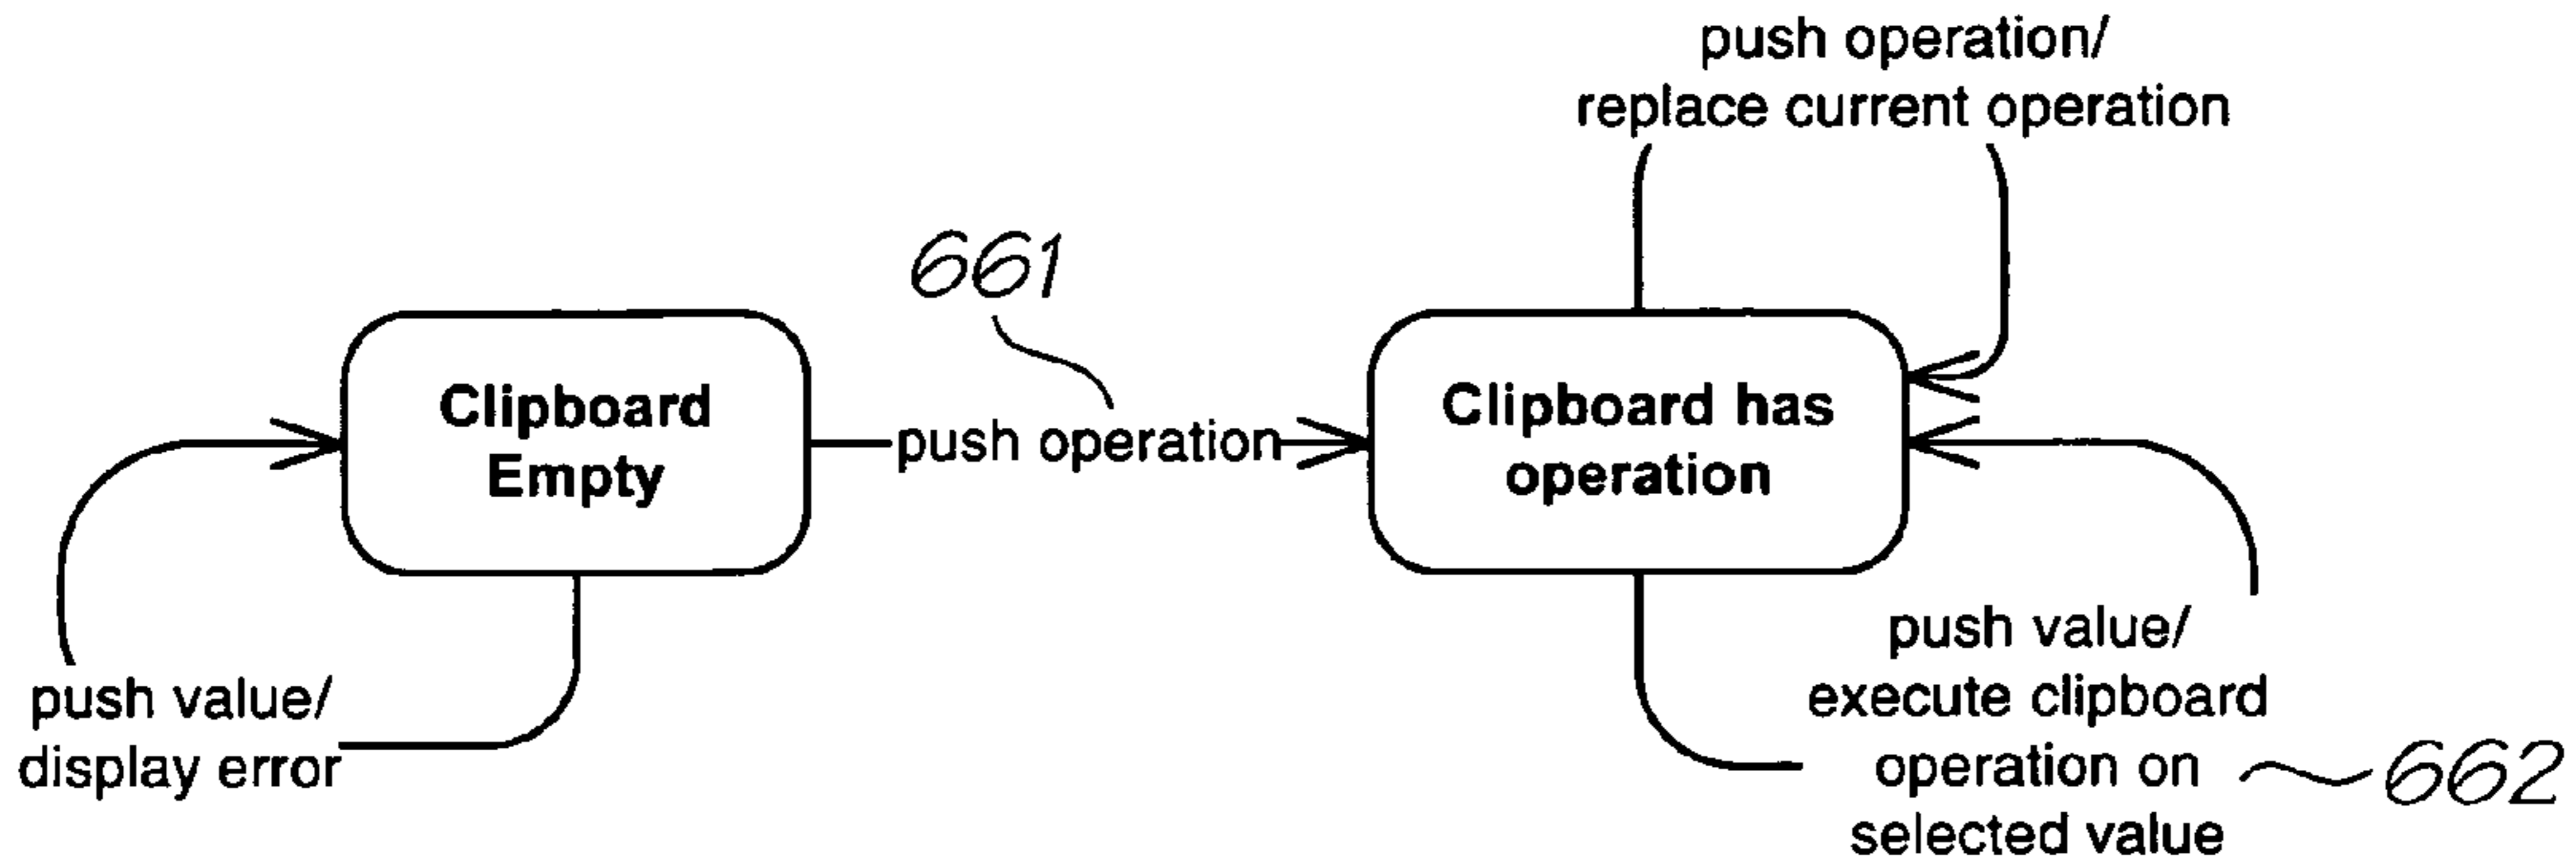 push operation/
replace current operation
661
Clipboard
Empty
push operation
Clipboard has
operation
push value/
display error
push value/
execute clipboard
operation on
selected value
662